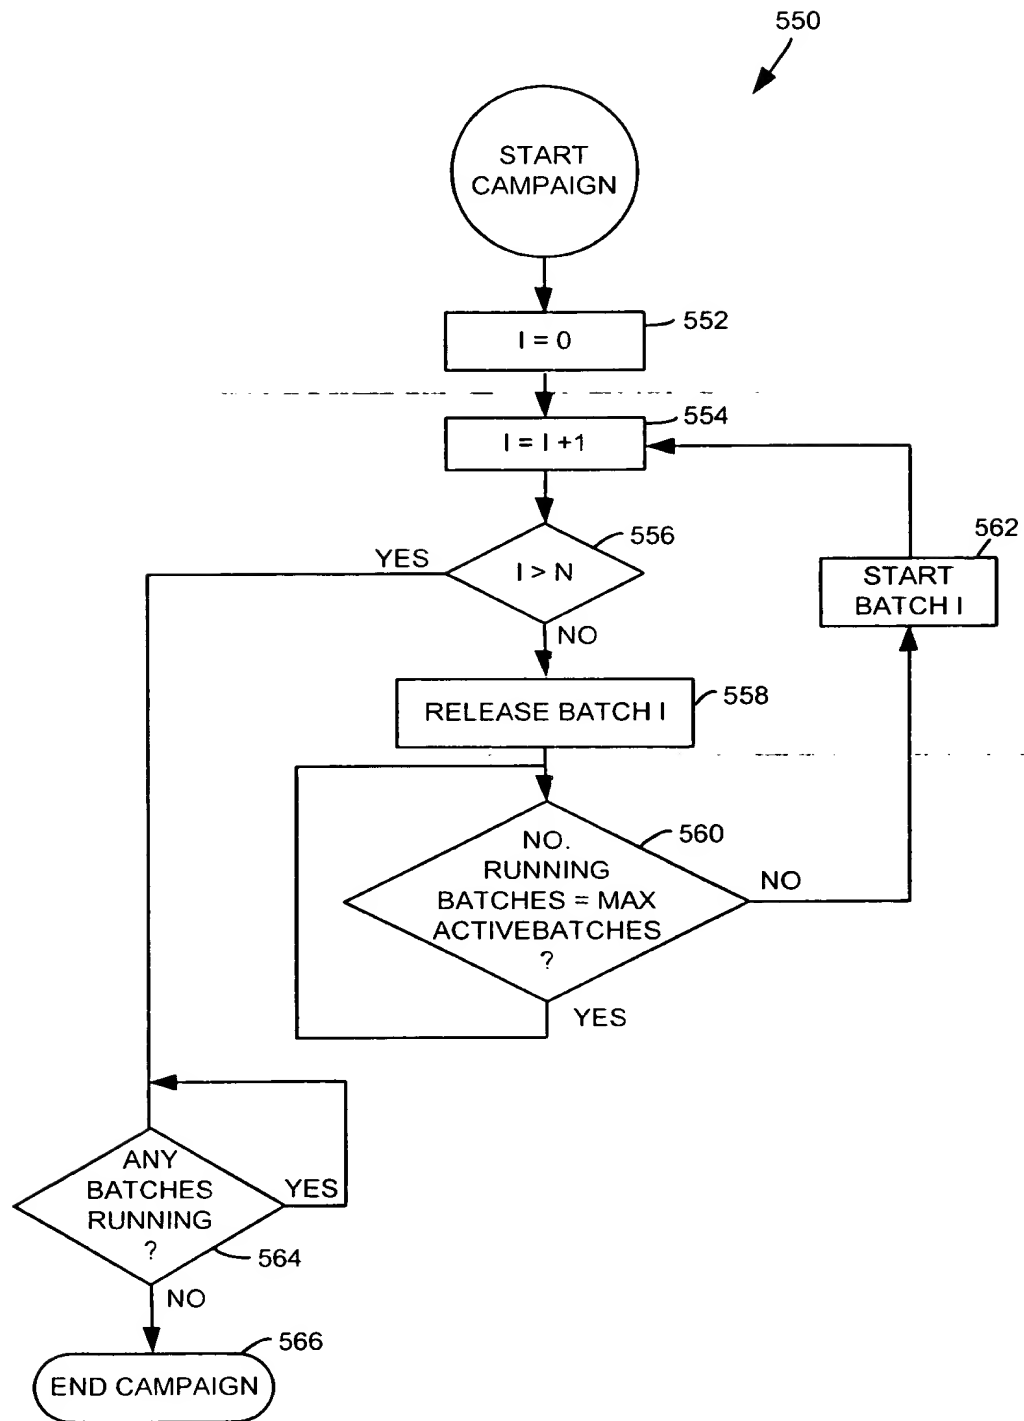 550
START
CAMPAIGN
I = 0
552
I = I +1
554
I > N
556
YES
NO
START
BATCH I
562
RELEASE BATCH I
558
NO.
RUNNING
BATCHES = MAX
ACTIVEBATCHES
?
560
NO
YES
ANY
BATCHES
RUNNING
?
YES
564
NO
END CAMPAIGN
566